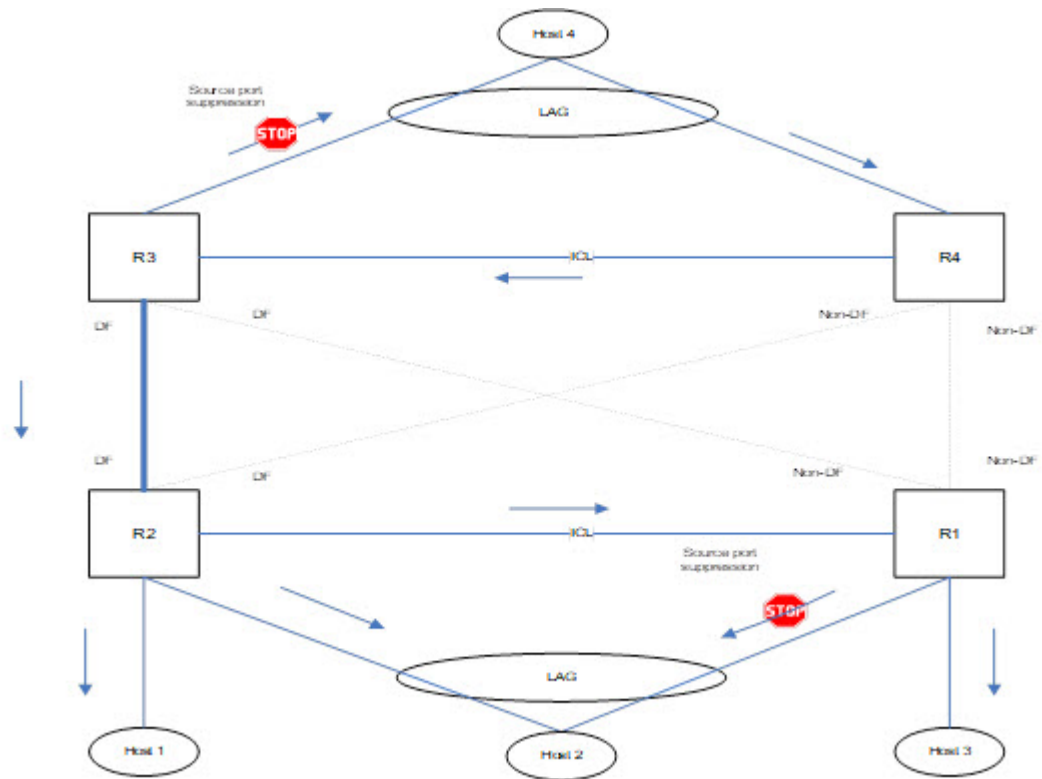 Host 4
Source port
suppression
STOP
LAG
R3
ICL
R4
DF
DF
Non-DF
Non-DF
DF
DF
Non-DF
Non-DF
R2
ICL
R1
Source port
suppression
STOP
LAG
Host 1
Host 2
Host 3